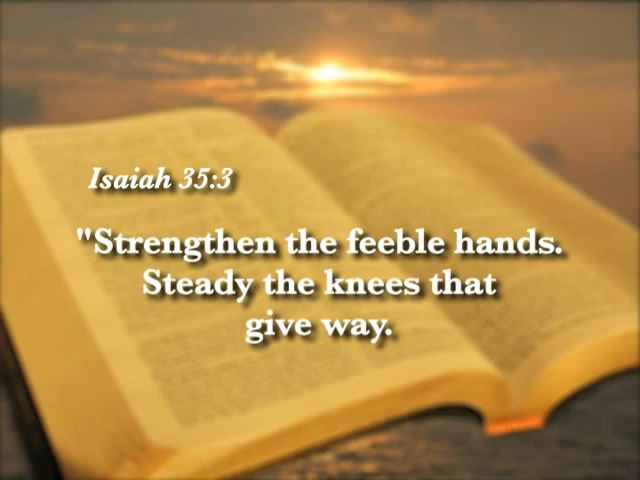 Isaiah 35:3
"Strengthen the feeble hands.
Steady the knees that
give way.